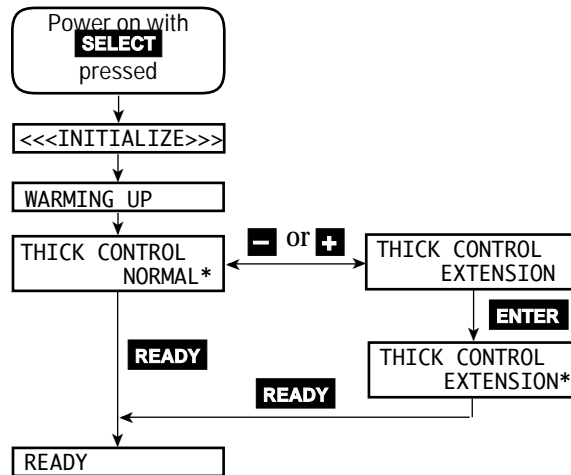 Power on with
SELECT
pressed
<<<INITIALIZE>>>
WARMING UP
THICK CONTROL
NORMAL*
− or +
THICK CONTROL
EXTENSION
ENTER
READY
THICK CONTROL
EXTENSION*
READY
READY